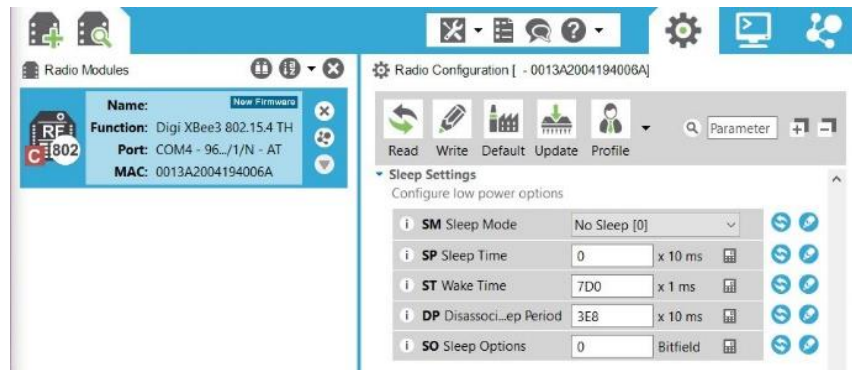 Radio Modules
Name:
New Firmware
Function: Digi XBee3 802.15.4 TH
Port: COM4 - 96.../1/N - AT
MAC: 0013A2004194006A
RF
C 802
Radio Configuration [ - 0013A2004194006A]
Read Write Default Update Profile
Parameter
Sleep Settings
Configure low power options
i SM Sleep Mode No Sleep [0]
i SP Sleep Time 0 x 10 ms
i ST Wake Time 7D0 x 1 ms
i DP Disassoci...ep Period 3E8 x 10 ms
i SO Sleep Options 0 Bitfield